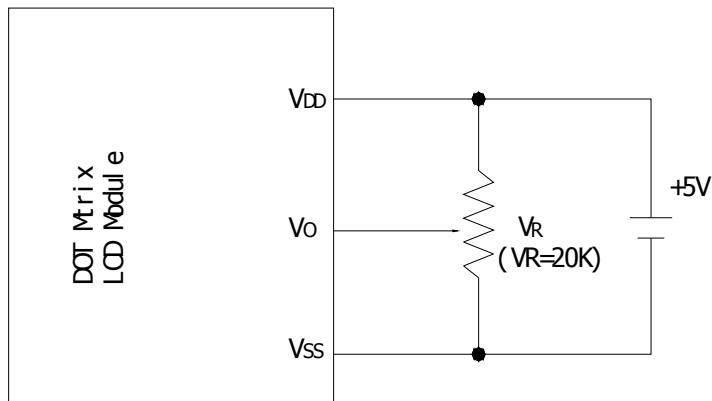 VDD
DOT Mtrix
LCD Module
+5V
VO
VR
(VR=20K)
VSS